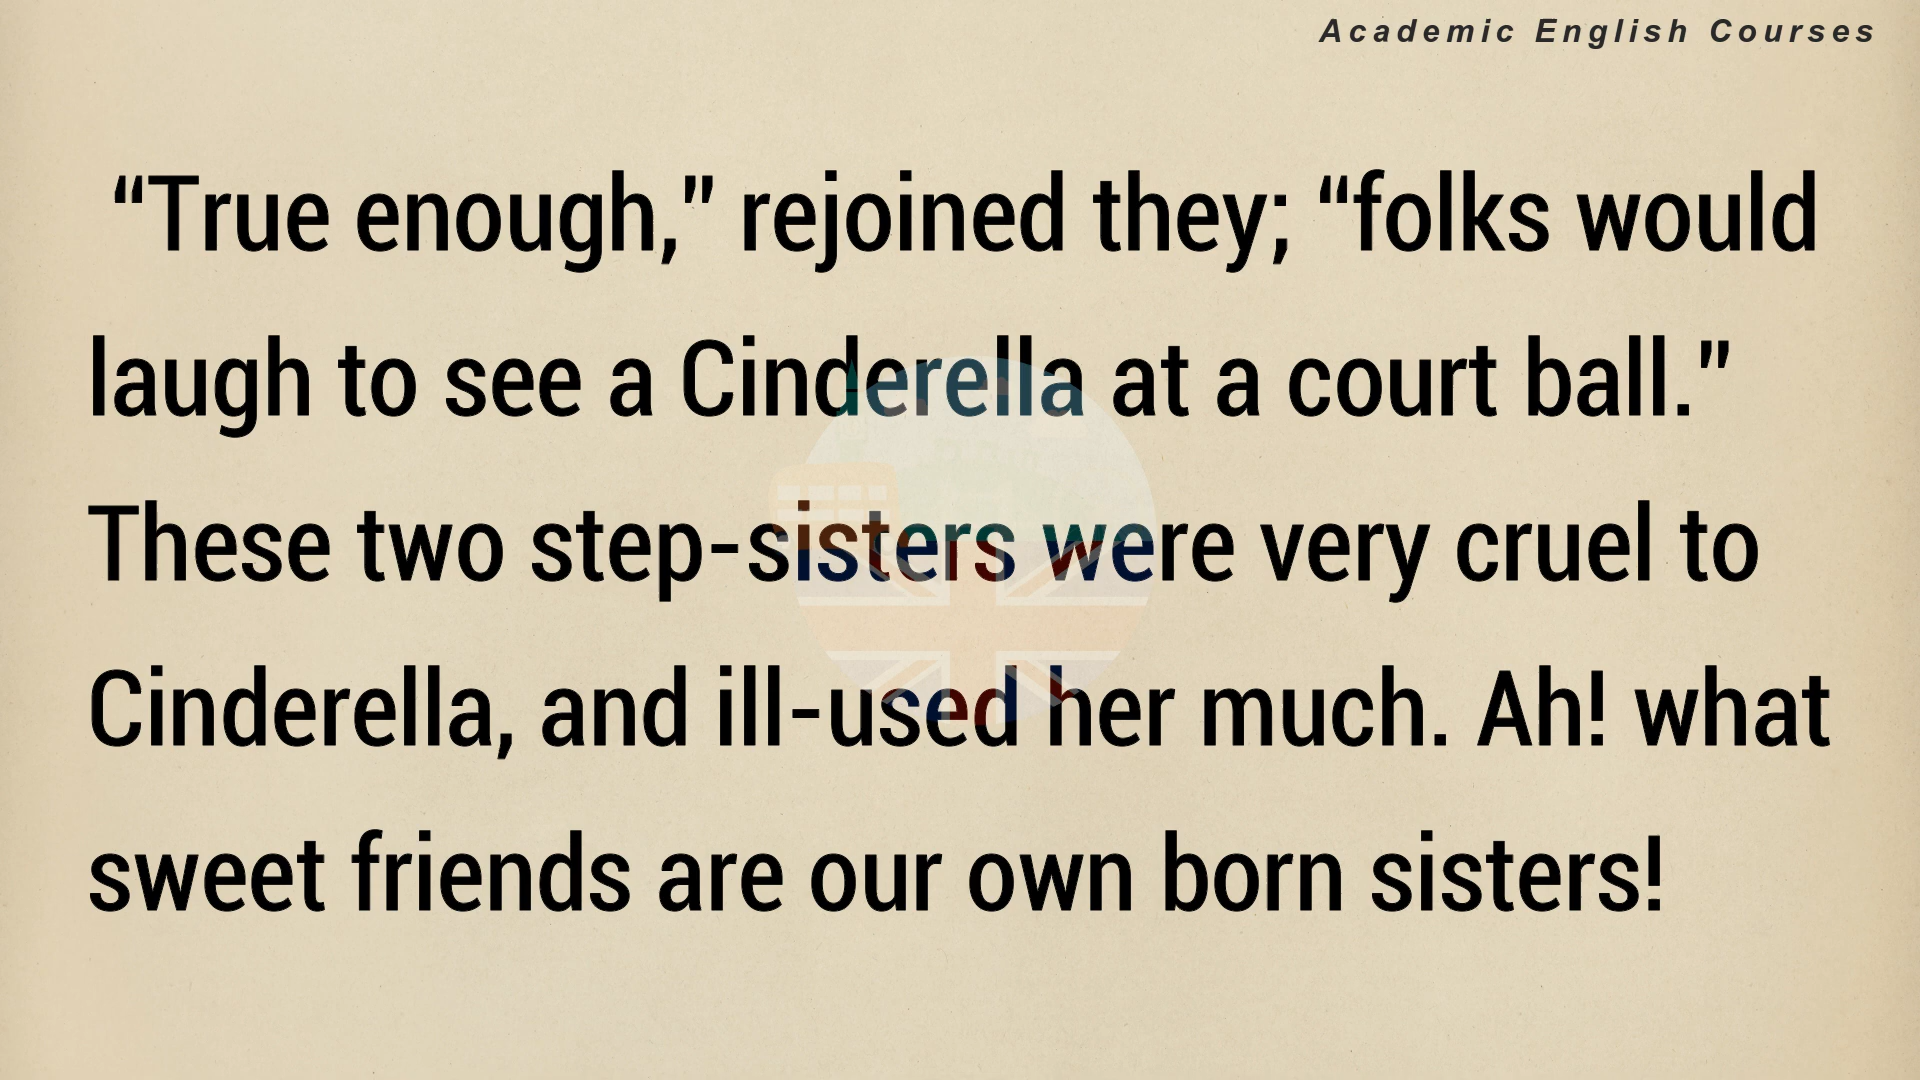 Academic English Courses
“True enough,” rejoined they; “folks would
laugh to see a Cinderella at a court ball.”
These two step-sisters were very cruel to
Cinderella, and ill-used her much. Ah! what
sweet friends are our own born sisters!